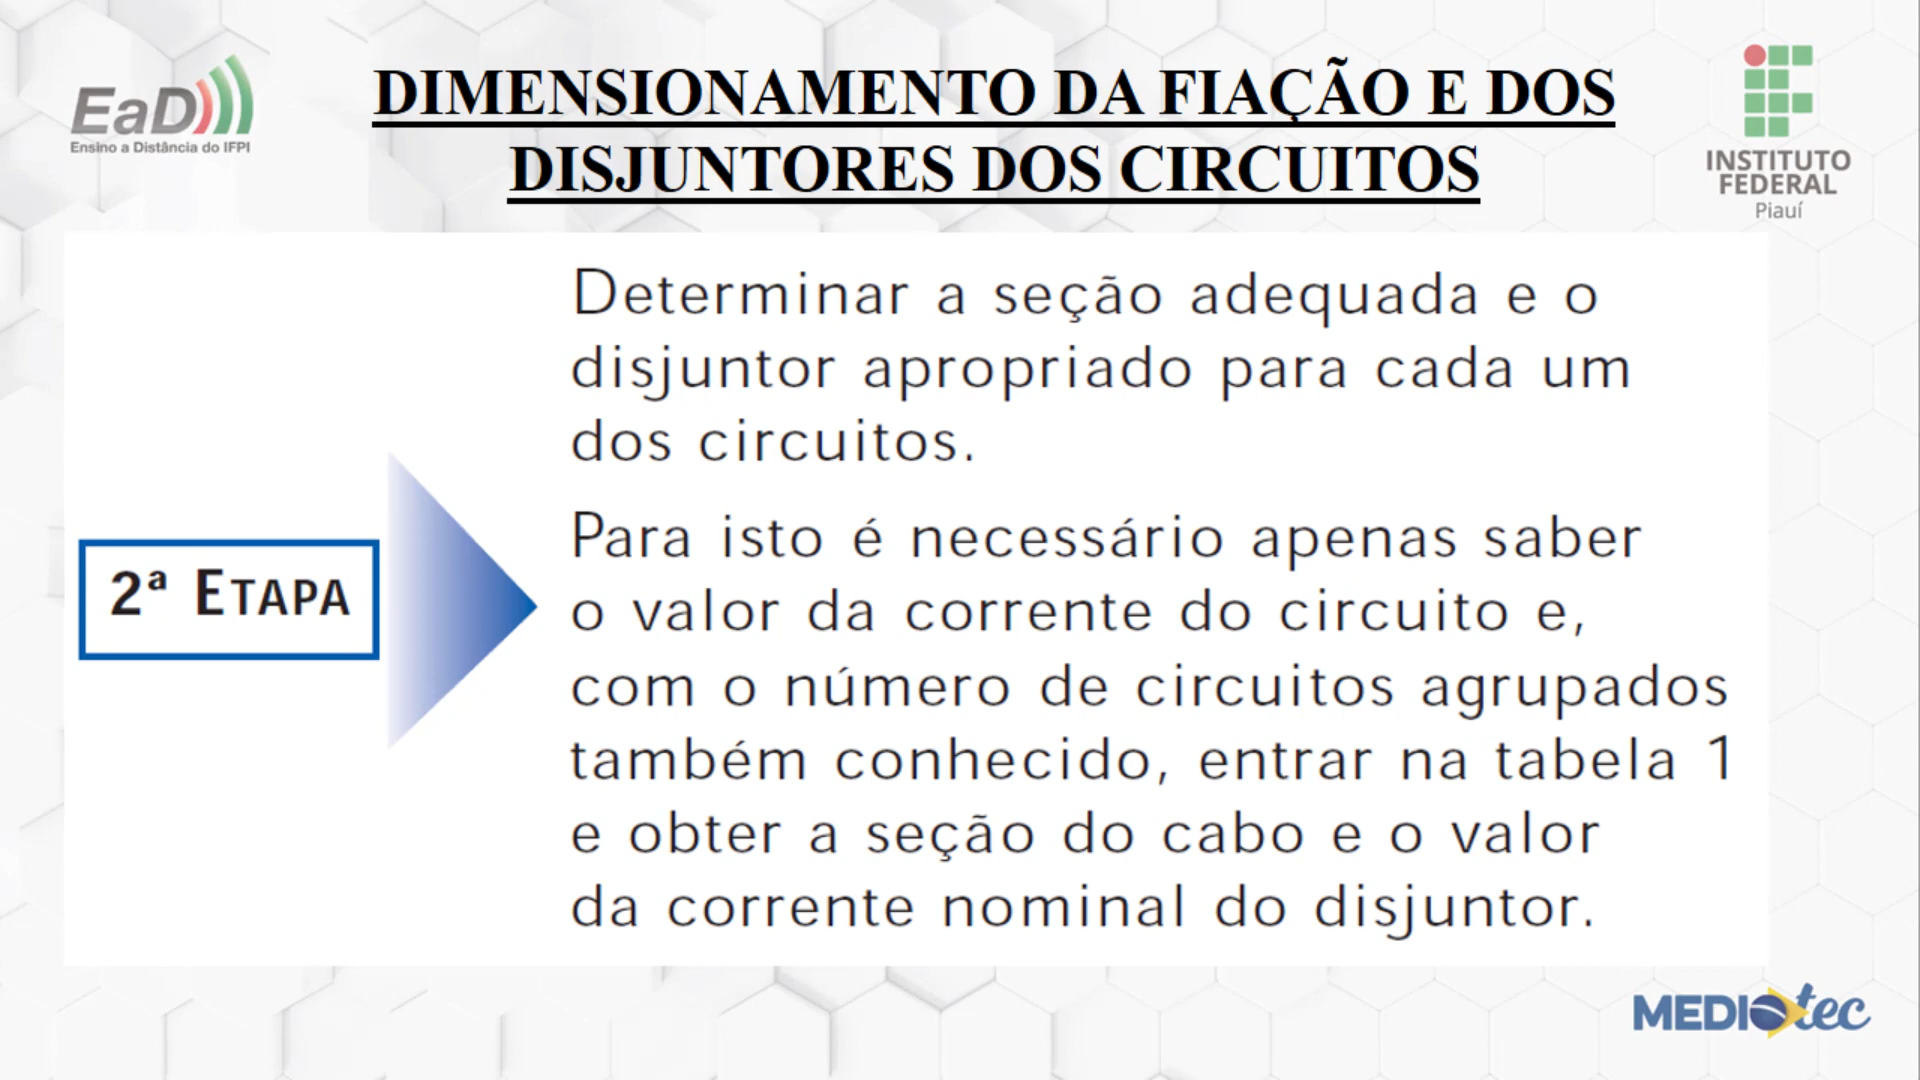 EaD
Ensino a Distância do IFPI
DIMENSIONAMENTO DA FIAÇÃO E DOS
DISJUNTORES DOS CIRCUITOS
INSTITUTO
FEDERAL
Piauí
Determinar a seção adequada e o
disjuntor apropriado para cada um
dos circuitos.
2ª ETAPA
Para isto é necessário apenas saber
o valor da corrente do circuito e,
com o número de circuitos agrupados
também conhecido, entrar na tabela 1
e obter a seção do cabo e o valor
da corrente nominal do disjuntor.
MEDIOtec